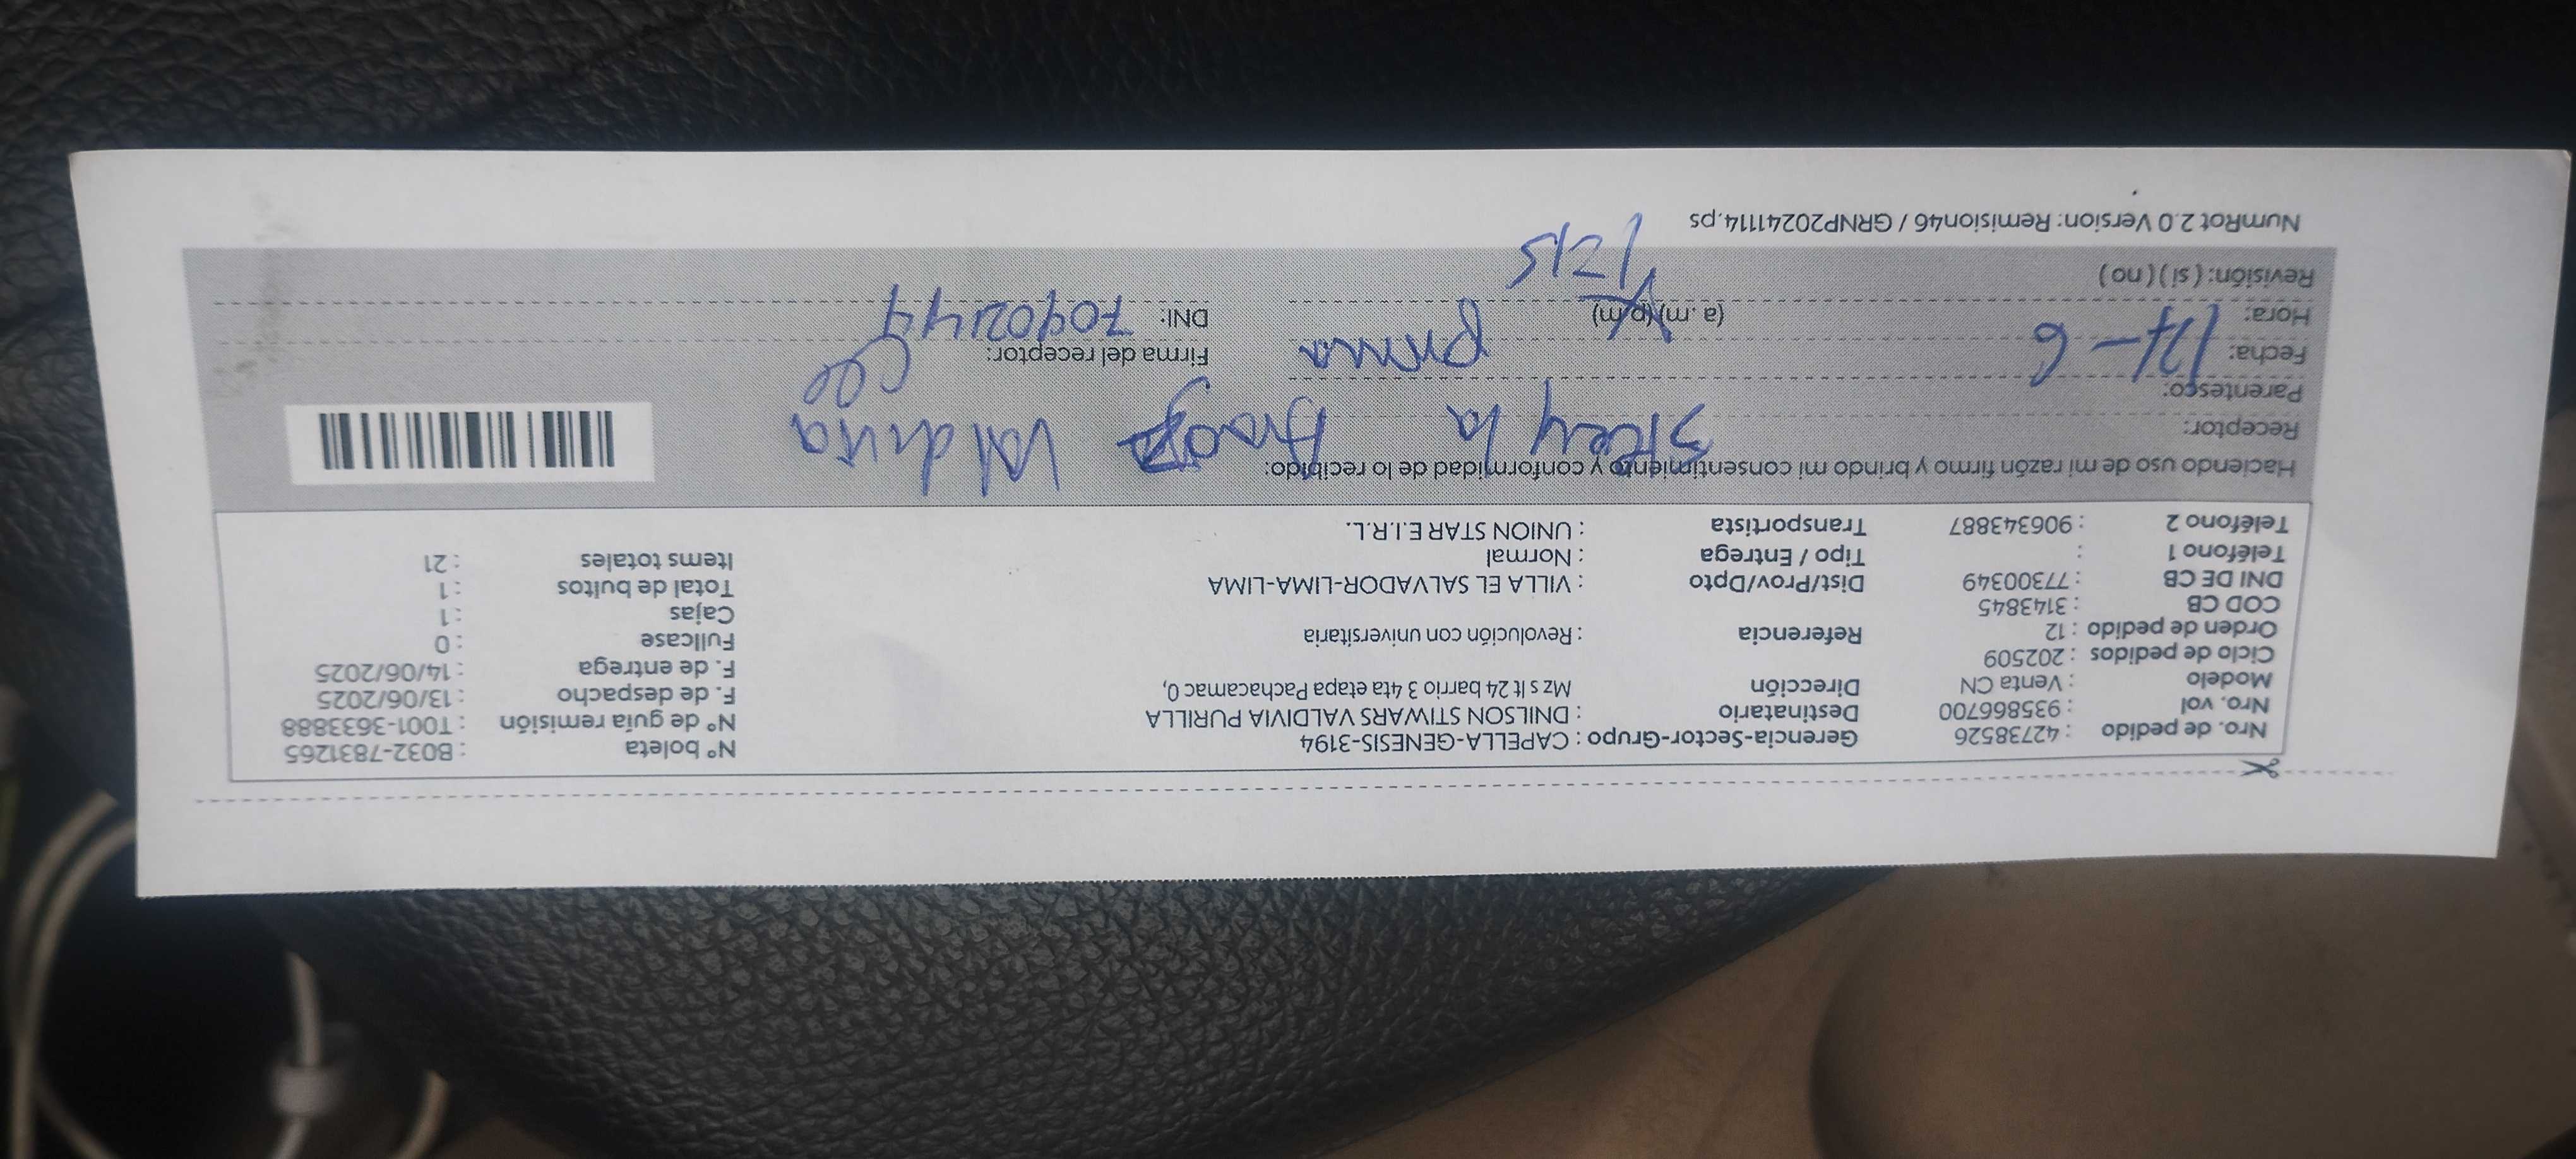 Nro. de pedido : 42738526 Gerencia-Sector-Grupo : CAPELLA-GENESIS-3194 N° boleta : B032-7831265
Nro. vol : 935866700 Destinatario : DNILSON STIWARS VALDIVIA PURILLA N° de guía remisión : T001-3633888
Modelo : Venta CN Dirección Mz s lt 24 barrio 3 4ta etapa Pachacamac 0, F. de despacho : 13/06/2025
Ciclo de pedidos : 202509 F. de entrega : 14/06/2025
Orden de pedido : 12 Referencia : Revolución con universitaria Fullcase : 0
COD CB : 3143845 Cajas : 1
DNI DE CB : 77300349 Dist/Prov/Dpto : VILLA EL SALVADOR-LIMA-LIMA Total de bultos : 1
Teléfono 1 : Tipo / Entrega : Normal Items totales : 21
Teléfono 2 : 906343887 Transportista : UNION STAR E.I.R.L.
Haciendo uso de mi razón firmo y brindo mi consentimiento y conformidad de lo recibido:
Receptor: Valdivia
Parentesco: prima
Fecha: 14-6 Firma del receptor:
Hora: (a .m) (p.m) DNI: 70902449
Revisión: ( si ) ( no ) 1215
NumRot 2.0 Version: Remision46 / GRNP20241114.ps